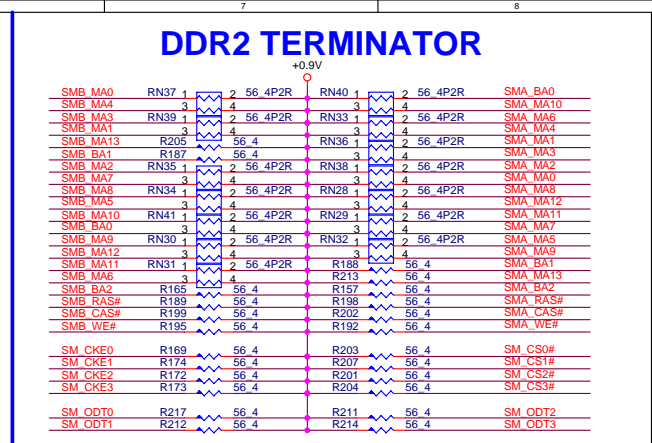 7 8
DDR2 TERMINATOR
+0.9V
SMB_MA0 RN37 1 2 56_4P2R RN40 1 2 56_4P2R SMA_BA0
SMB_MA4 3 4 3 4 SMA_MA10
SMB_MA3 RN39 1 2 56_4P2R RN33 1 2 56_4P2R SMA_MA6
SMB_MA1 3 4 3 4 SMA_MA4
SMB_MA13 R205 56_4 RN36 1 2 56_4P2R SMA_MA1
SMB_BA1 R187 56_4 3 4 SMA_MA3
SMB_MA2 RN35 1 2 56_4P2R RN38 1 2 56_4P2R SMA_MA2
SMB_MA7 3 4 3 4 SMA_MA0
SMB_MA8 RN34 1 2 56_4P2R RN28 1 2 56_4P2R SMA_MA8
SMB_MA5 3 4 3 4 SMA_MA12
SMB_MA10 RN41 1 2 56_4P2R RN29 1 2 56_4P2R SMA_MA11
SMB_BA0 3 4 3 4 SMA_MA7
SMB_MA9 RN30 1 2 56_4P2R RN32 1 2 56_4P2R SMA_MA5
SMB_MA12 3 4 3 4 SMA_MA9
SMB_MA11 RN31 1 2 56_4P2R R188 56_4 SMA_BA1
SMB_MA6 3 4 R213 56_4 SMA_MA13
SMB_BA2 R165 56_4 R157 56_4 SMA_BA2
SMB_RAS# R189 56_4 R198 56_4 SMA_RAS#
SMB_CAS# R199 56_4 R202 56_4 SMA_CAS#
SMB_WE# R195 56_4 R192 56_4 SMA_WE#
SM_CKE0 R169 56_4 R203 56_4 SM_CS0#
SM_CKE1 R174 56_4 R207 56_4 SM_CS1#
SM_CKE2 R172 56_4 R201 56_4 SM_CS2#
SM_CKE3 R173 56_4 R204 56_4 SM_CS3#
SM_ODT0 R217 56_4 R211 56_4 SM_ODT2
SM_ODT1 R212 56_4 R214 56_4 SM_ODT3